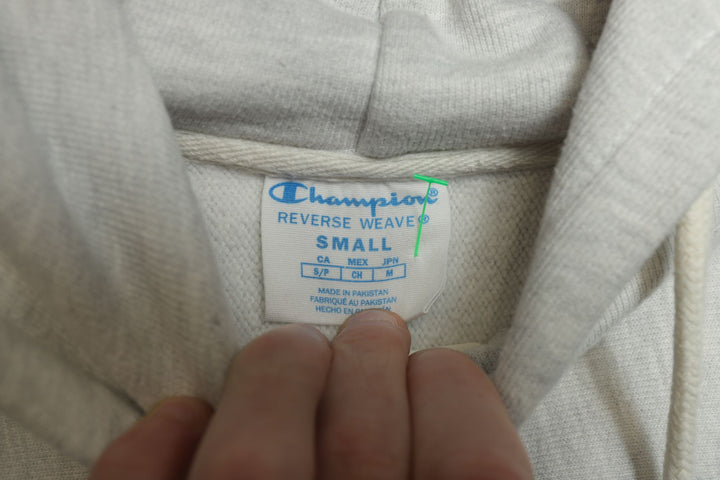 Champion®
REVERSE WEAVE®
SMALL
CA MEX JPN
S/P CH M
MADE IN PAKISTAN
FABRIQUÉ AU PAKISTAN
HECHO EN